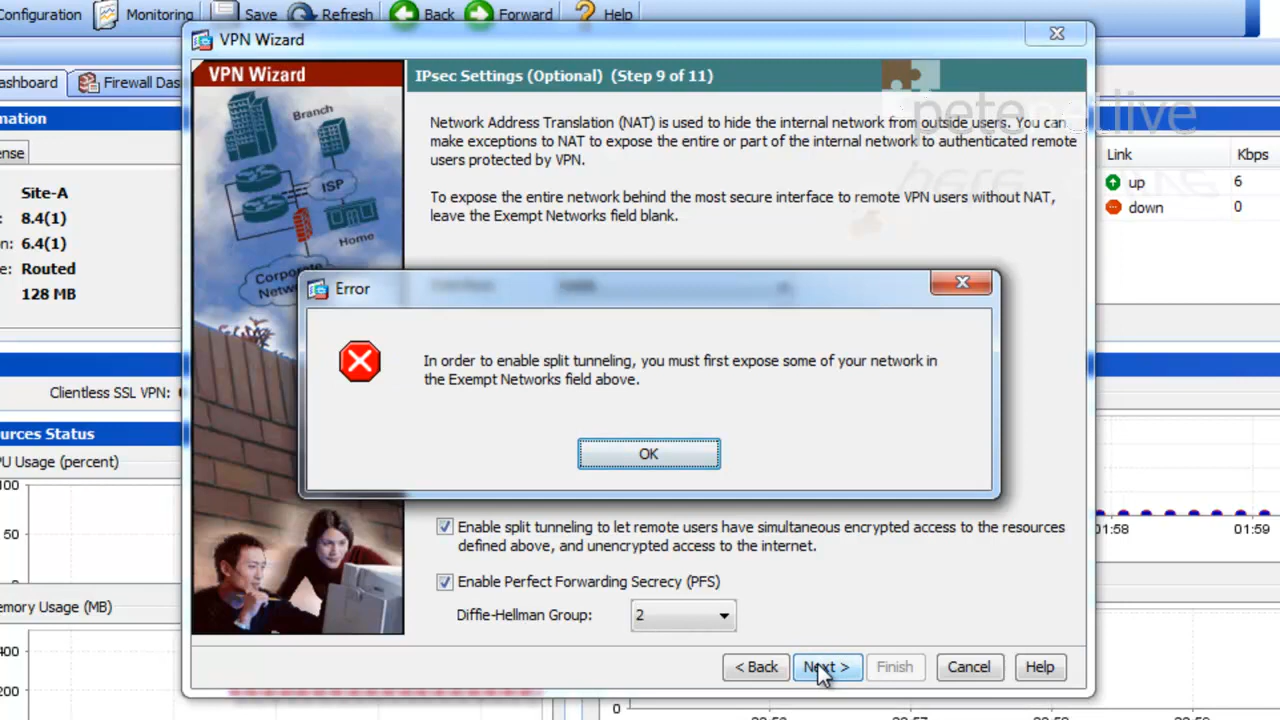 Configuration
Monitoring
Save
Refresh
Back
Forward
Help
VPN Wizard
VPN Wizard
IPsec Settings (Optional) (Step 9 of 11)
Network Address Translation (NAT) is used to hide the internal network from outside users. You can
make exceptions to NAT to expose the entire or part of the internal network to authenticated remote
users protected by VPN.
To expose the entire network behind the most secure interface to remote VPN users without NAT,
leave the Exempt Networks field blank.
Branch
ISP
Home
Error
In order to enable split tunneling, you must first expose some of your network in
the Exempt Networks field above.
OK
Enable split tunneling to let remote users have simultaneous encrypted access to the resources
defined above, and unencrypted access to the internet.
Enable Perfect Forwarding Secrecy (PFS)
Diffie-Hellman Group:
2
< Back
Next >
Finish
Cancel
Help
Firewall Das
Site-A
8.4(1)
6.4(1)
Routed
128 MB
Clientless SSL VPN:
Status
Usage (percent)
100
50
Usage (MB)
400
200
Link
Kbps
up
6
down
0
01:58
01:59
0